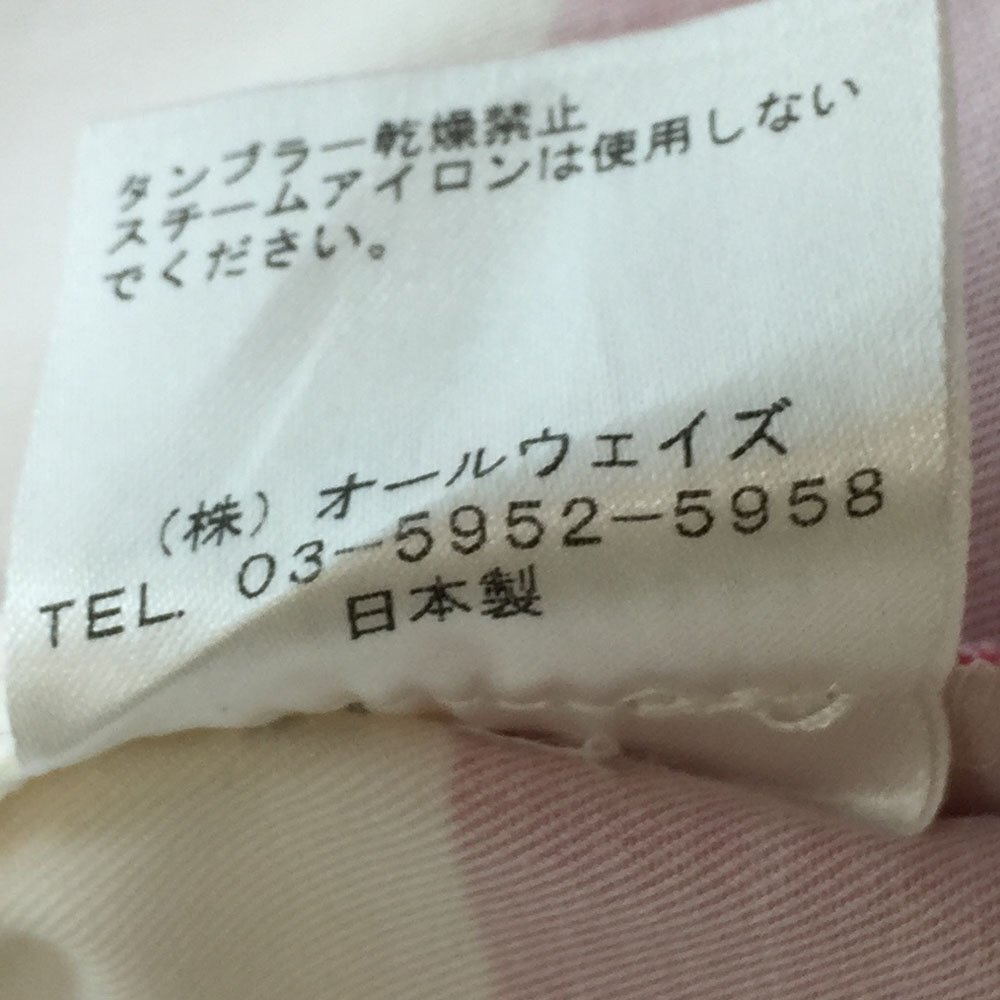 タンブラー乾燥禁止
スチームアイロンは使用しない
でください。
（株）オールウェイズ
TEL. 03-5952-5958
日本製